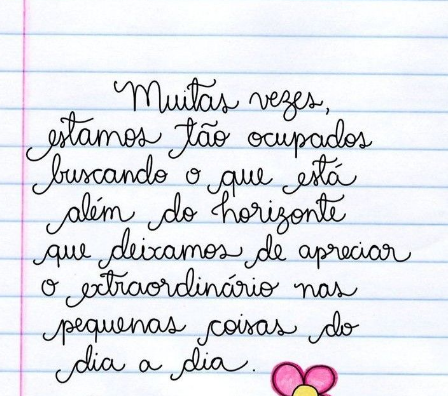 Muitas vezes,
estamos tão ocupados
buscando o que está
além do horizonte
que deixamos de apreciar
o extraordinário nas
pequenas coisas do
dia a dia.